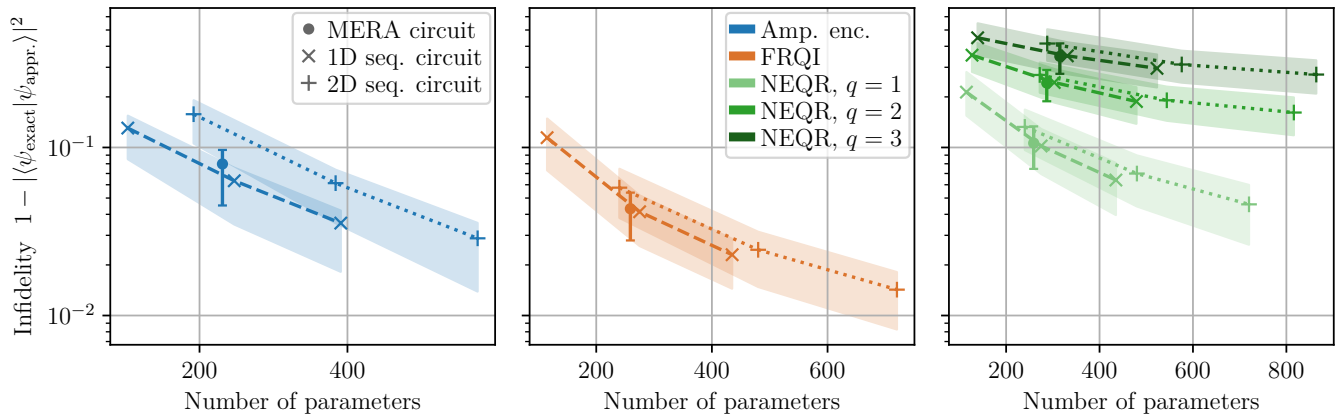 Infidelity 1 − |⟨ψ_exact|ψ_appr.⟩|²
10⁻¹
10⁻²
MERA circuit
1D seq. circuit
2D seq. circuit
200
400
Number of parameters
Amp. enc.
FRQI
NEQR, q = 1
NEQR, q = 2
NEQR, q = 3
200
400
600
Number of parameters
200
400
600
800
Number of parameters